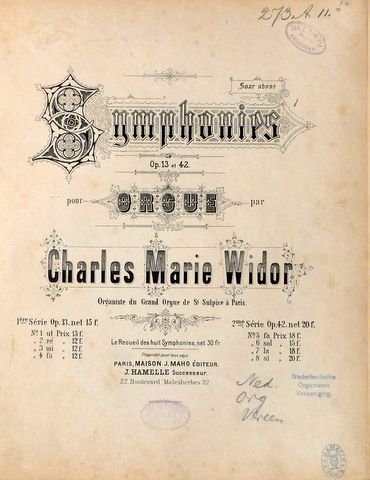 273.A 11.
Soar above
Symphonies
Op. 13 et 42.
pour ORGUE par
Charles Marie Widor
Organiste du Grand Orgue de St Sulpice à Paris.
1ère Série Op. 13. net 15 f.
No 1 ut Prix 15 f.
„ 2 ré „ 12 f.
„ 3 mi „ 12 f.
„ 4 fa „ 12 f.
2me Série Op. 42. net 20 f.
No 5 fa Prix 18 f.
„ 6 sol „ 15 f.
„ 7 la „ 18 f.
„ 8 si „ 20 f.
Le Recueil des huit Symphonies, net 30 fr.
Propriété pour tous pays
PARIS, MAISON J. MAHO ÉDITEUR.
J. HAMELLE Successeur.
22. Boulevard Malesherbes 22
Ned.
Org
Vereen
Nederlandsche
Organisten
Vereeniging.